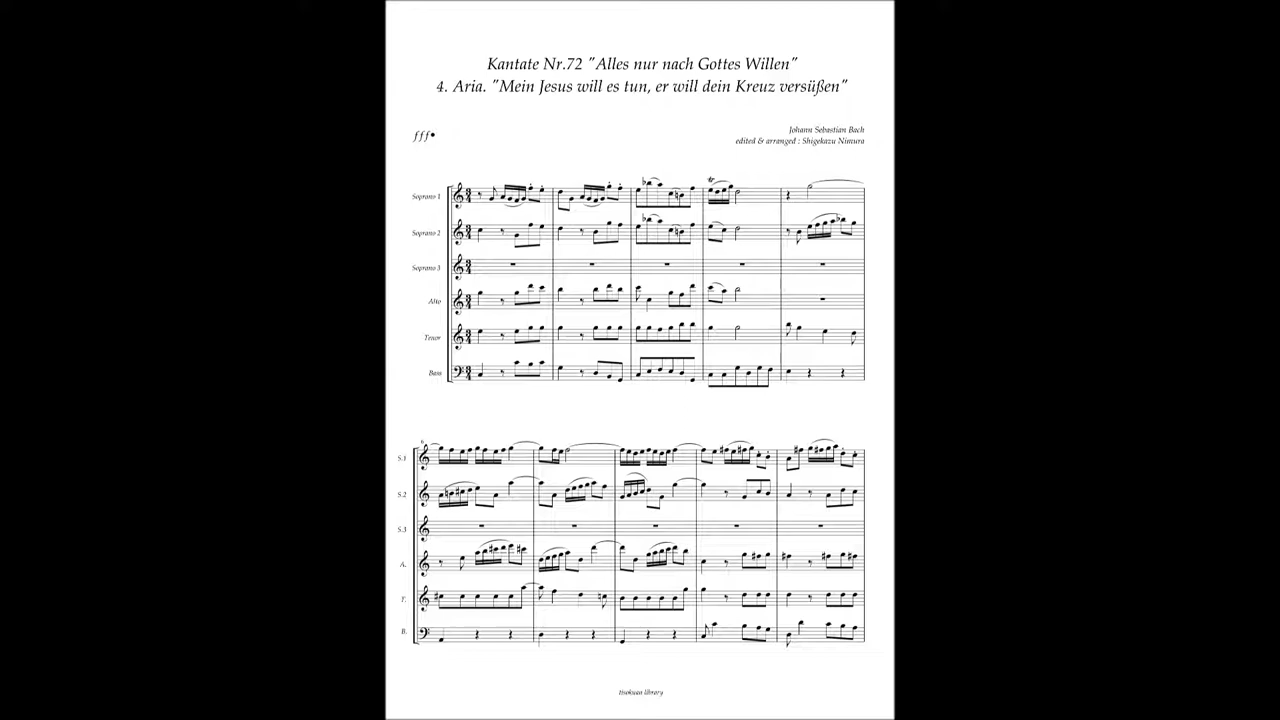 Kantate Nr.72 "Alles nur nach Gottes Willen"
4. Aria. "Mein Jesus will es tun, er will dein Kreuz versüßen"
fff•
Johann Sebastian Bach
edited & arranged : Shigekazu Nimura
Soprano 1
Soprano 2
Soprano 3
Alto
Tenor
Bass
6
S.1
S.2
S.3
A.
T.
B.
library